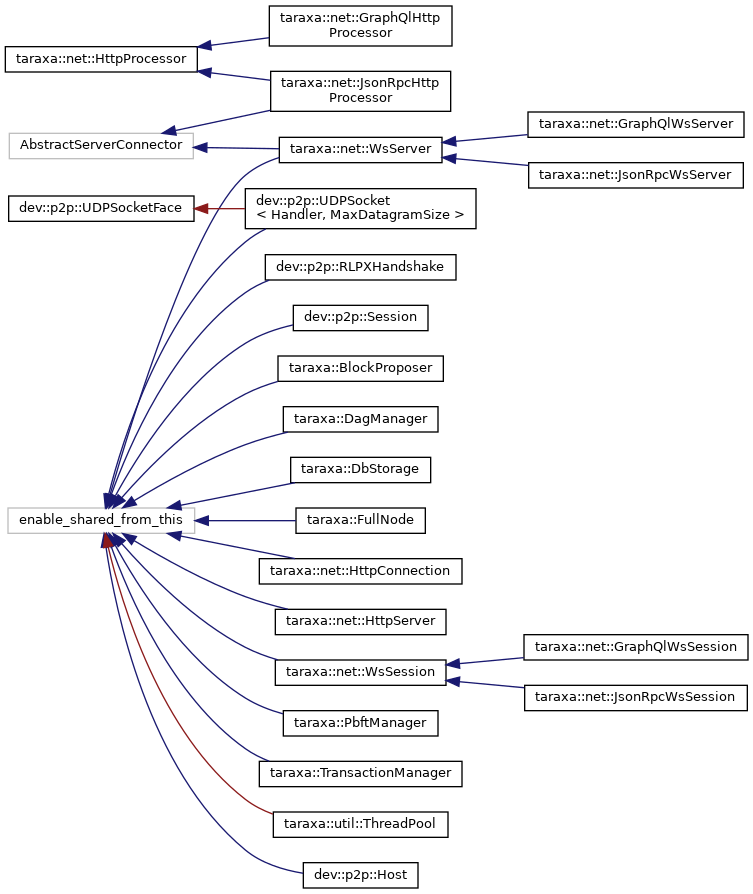 taraxa::net::GraphQlHttp
Processor
taraxa::net::HttpProcessor
taraxa::net::JsonRpcHttp
Processor
AbstractServerConnector
taraxa::net::WsServer
taraxa::net::GraphQlWsServer
taraxa::net::JsonRpcWsServer
dev::p2p::UDPSocketFace
dev::p2p::UDPSocket
< Handler, MaxDatagramSize >
dev::p2p::RLPXHandshake
dev::p2p::Session
taraxa::BlockProposer
taraxa::DagManager
taraxa::DbStorage
enable_shared_from_this
taraxa::FullNode
taraxa::net::HttpConnection
taraxa::net::HttpServer
taraxa::net::WsSession
taraxa::net::GraphQlWsSession
taraxa::net::JsonRpcWsSession
taraxa::PbftManager
taraxa::TransactionManager
taraxa::util::ThreadPool
dev::p2p::Host